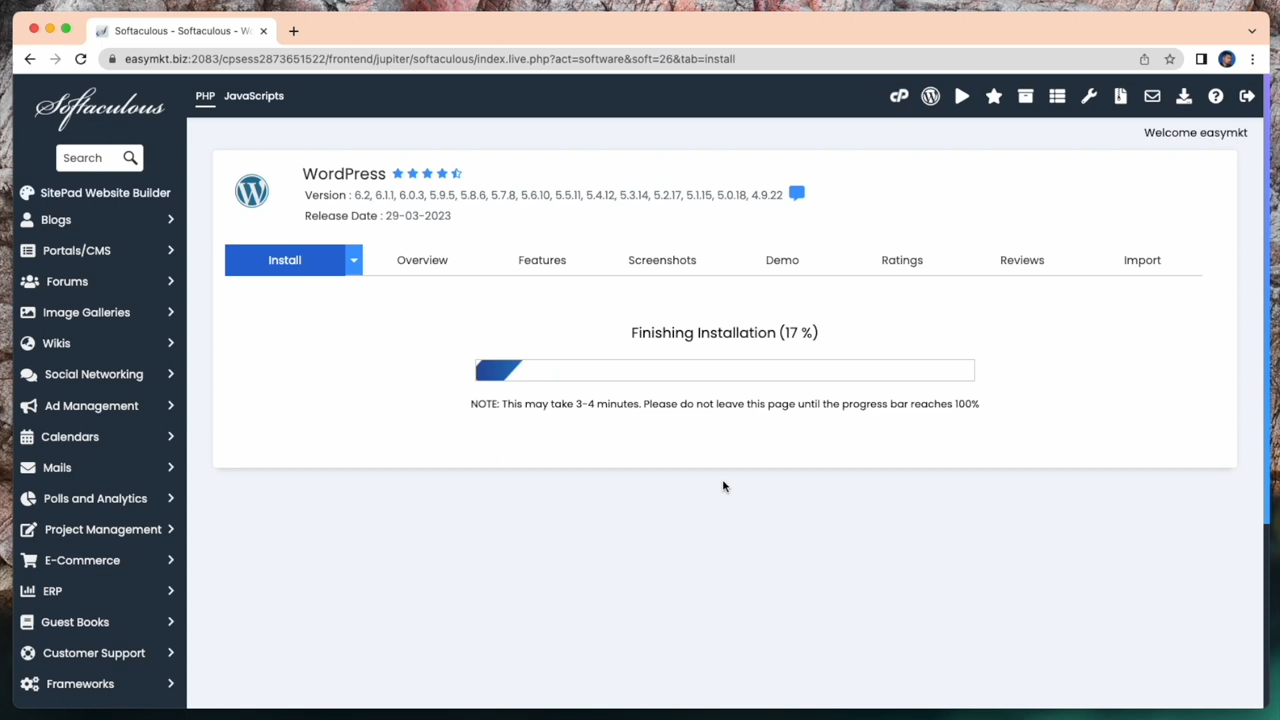 Softaculous - Softaculous - Wo
easymkt.biz:2083/cpsess2873651522/frontend/jupiter/softaculous/index.live.php?act=software&soft=26&tab=install
Softaculous
PHP JavaScripts
Welcome easymkt
Search
SitePad Website Builder
Blogs
Portals/CMS
Forums
Image Galleries
Wikis
Social Networking
Ad Management
Calendars
Mails
Polls and Analytics
Project Management
E-Commerce
ERP
Guest Books
Customer Support
Frameworks
WordPress
Version : 6.2, 6.1.1, 6.0.3, 5.9.5, 5.8.6, 5.7.8, 5.6.10, 5.5.11, 5.4.12, 5.3.14, 5.2.17, 5.1.15, 5.0.18, 4.9.22
Release Date : 29-03-2023
Install Overview Features Screenshots Demo Ratings Reviews Import
Finishing Installation (17 %)
NOTE: This may take 3-4 minutes. Please do not leave this page until the progress bar reaches 100%